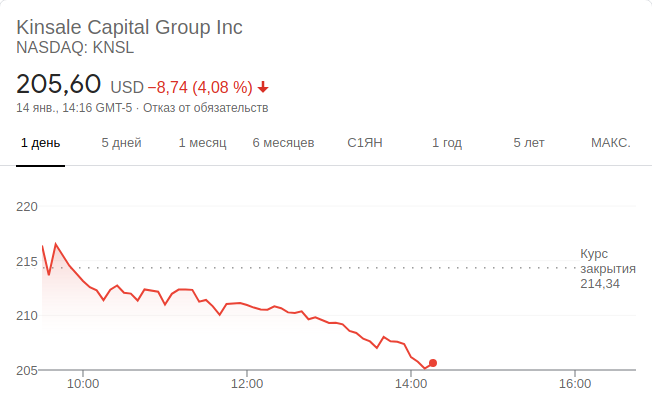 Kinsale Capital Group Inc
NASDAQ: KNSL
205,60 USD −8,74 (4,08 %)
14 янв., 14:16 GMT-5 · Отказ от обязательств
1 день 5 дней 1 месяц 6 месяцев С1ЯН 1 год 5 лет МАКС.
220
215
210
205
Курс
закрытия
214,34
10:00 12:00 14:00 16:00